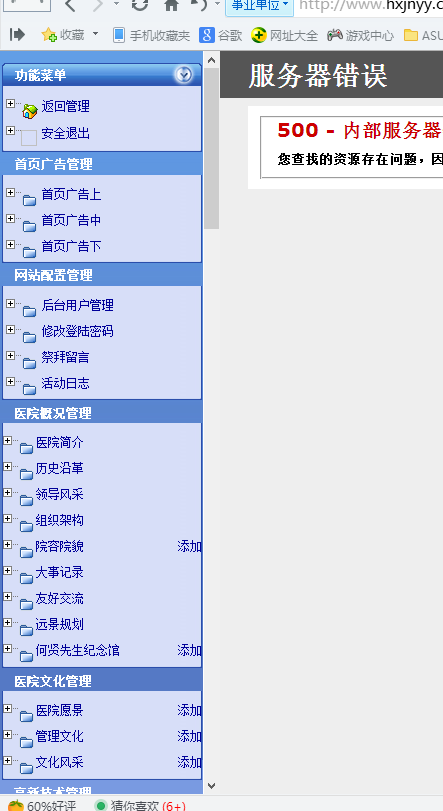 事业单位
http://www.hxjnyy.c
收藏 手机收藏夹 谷歌 网址大全 游戏中心 ASU
功能菜单
返回管理
安全退出
首页广告管理
首页广告上
首页广告中
首页广告下
网站配置管理
后台用户管理
修改登陆密码
祭拜留言
活动日志
医院概况管理
医院简介
历史沿革
领导风采
组织架构
院容院貌 添加
大事记录
友好交流
远景规划
何贤先生纪念馆 添加
医院文化管理
医院愿景 添加
管理文化 添加
文化风采 添加
高新技术管理
服务器错误
500 - 内部服务器
您查找的资源存在问题，因
60%好评 猜你喜欢 (6+)